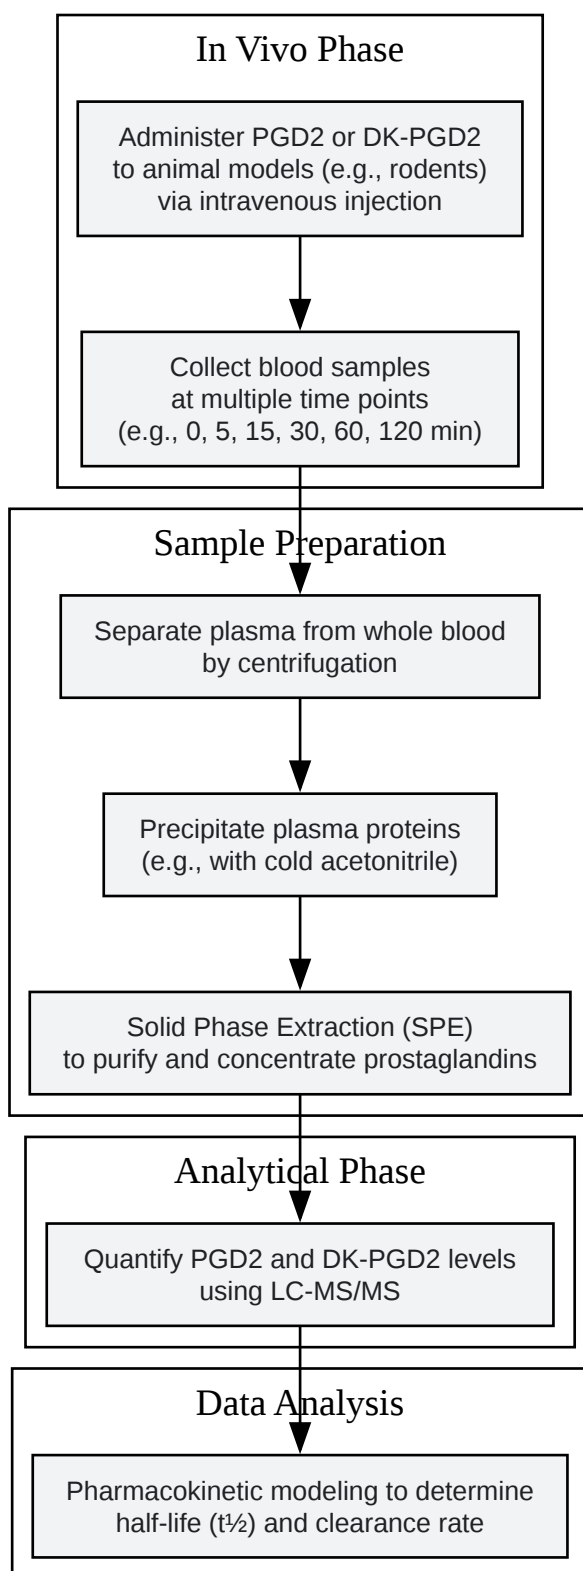 In Vivo Phase
Administer PGD2 or DK-PGD2
to animal models (e.g., rodents)
via intravenous injection
Collect blood samples
at multiple time points
(e.g., 0, 5, 15, 30, 60, 120 min)
Sample Preparation
Separate plasma from whole blood
by centrifugation
Precipitate plasma proteins
(e.g., with cold acetonitrile)
Solid Phase Extraction (SPE)
to purify and concentrate prostaglandins
Analytical Phase
Quantify PGD2 and DK-PGD2 levels
using LC-MS/MS
Data Analysis
Pharmacokinetic modeling to determine
half-life (t½) and clearance rate